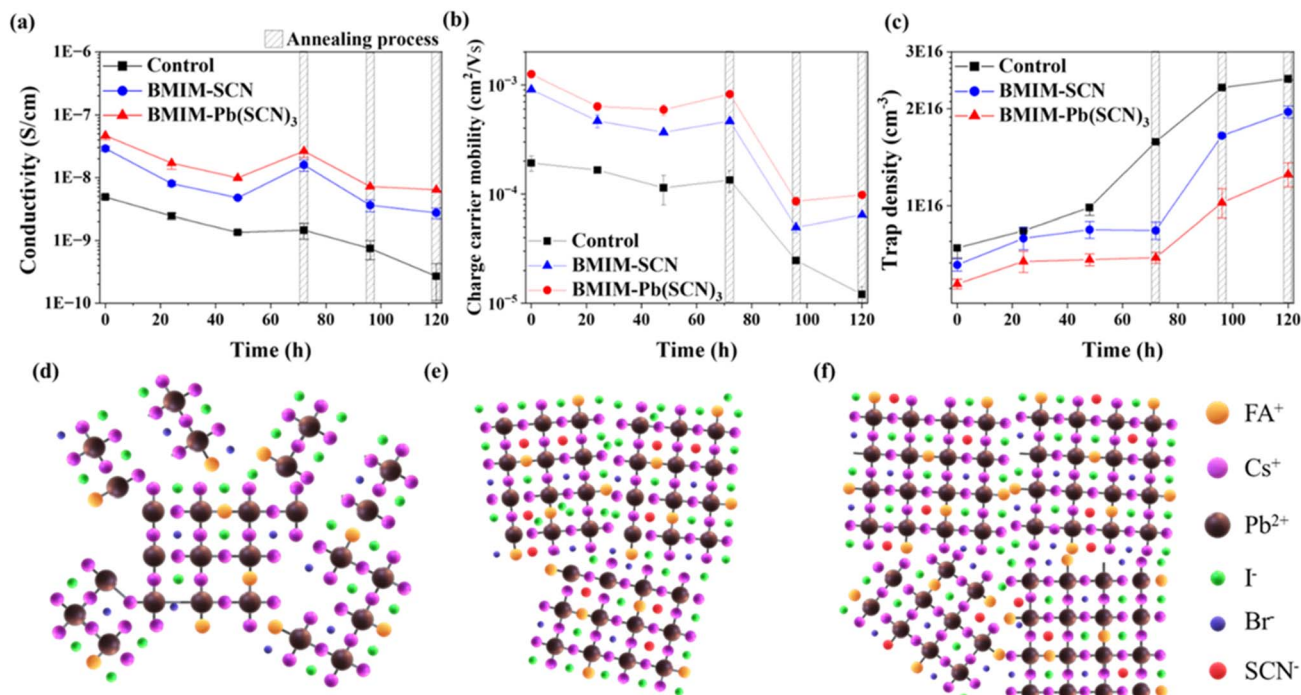 (a)
Annealing process
Control
BMIM-SCN
BMIM-Pb(SCN)₃
Conductivity (S/cm)
1E-6
1E-7
1E-8
1E-9
1E-10
0 20 40 60 80 100 120
Time (h)
(b)
Charge carrier mobility (cm²/Vs)
10⁻³
10⁻⁴
10⁻⁵
Control
BMIM-SCN
BMIM-Pb(SCN)₃
0 20 40 60 80 100 120
Time (h)
(c)
Control
BMIM-SCN
BMIM-Pb(SCN)₃
Trap density (cm⁻³)
3E16
2E16
1E16
0 20 40 60 80 100 120
Time (h)
(d)
(e)
(f)
FA⁺
Cs⁺
Pb²⁺
I⁻
Br⁻
SCN⁻